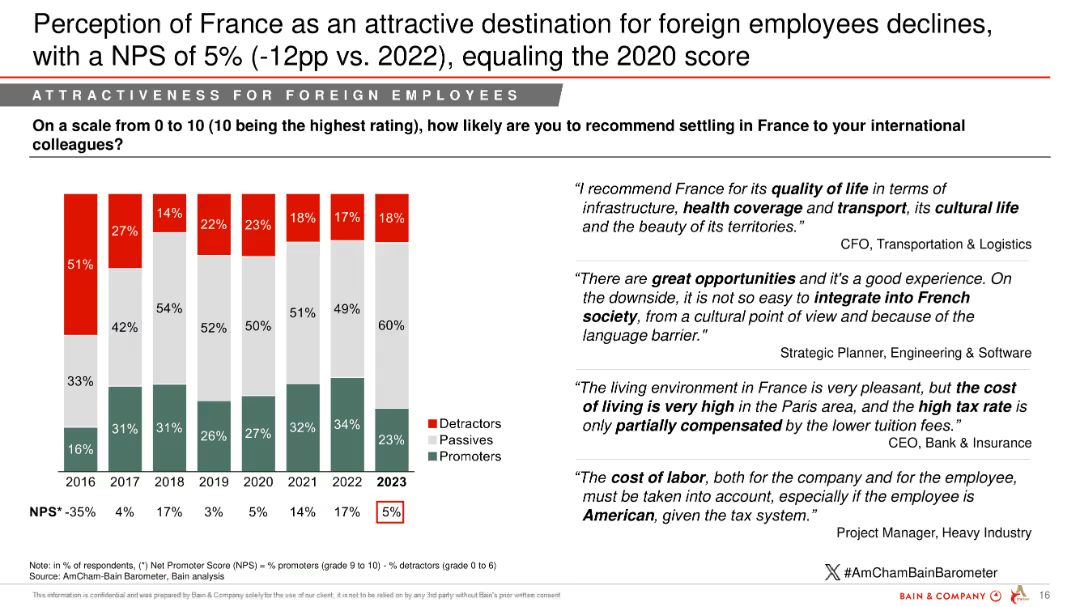 Perception of France as an attractive destination for foreign employees declines,
with a NPS of 5% (-12pp vs. 2022), equaling the 2020 score
ATTRACTIVENESS FOR FOREIGN EMPLOYEES
On a scale from 0 to 10 (10 being the highest rating), how likely are you to recommend settling in France to your international
colleagues?
51% 27% 14% 22% 23% 18% 17% 18%
33% 42% 54% 52% 50% 51% 49% 60%
16% 31% 31% 26% 27% 32% 34% 23%
Detractors
Passives
Promoters
2016 2017 2018 2019 2020 2021 2022 2023
NPS* -35% 4% 17% 3% 5% 14% 17% 5%
“I recommend France for its quality of life in terms of
infrastructure, health coverage and transport, its cultural life
and the beauty of its territories.”
CFO, Transportation & Logistics
“There are great opportunities and it's a good experience. On
the downside, it is not so easy to integrate into French
society, from a cultural point of view and because of the
language barrier."
Strategic Planner, Engineering & Software
“The living environment in France is very pleasant, but the cost
of living is very high in the Paris area, and the high tax rate is
only partially compensated by the lower tuition fees.”
CEO, Bank & Insurance
“The cost of labor, both for the company and for the employee,
must be taken into account, especially if the employee is
American, given the tax system.”
Project Manager, Heavy Industry
Note: in % of respondents, (*) Net Promoter Score (NPS) = % promoters (grade 9 to 10) - % detractors (grade 0 to 6)
Source: AmCham-Bain Barometer, Bain analysis
#AmChamBainBarometer
This information is confidential and was prepared by Bain & Company solely for the use of our client; it is not to be relied on by any 3rd party without Bain's prior written consent
BAIN & COMPANY
16